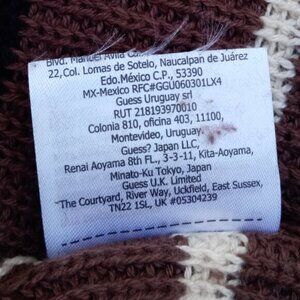 Blvd. Manuel Avila
22,Col. Lomas de Sotelo, Naucalpan de Juárez
Edo.México C.P., 53390
MX-Mexico RFC#GGU060301LX4
Guess Uruguay srl
RUT 218193970010
Colonia 810, oficina 403, 11100,
Montevideo, Uruguay.
Guess? Japan LLC,
Renai Aoyama 8th FL., 3-3-11, Kita-Aoyama,
Minato-Ku Tokyo, Japan
Guess U.K. Limited
The Courtyard, River Way, Uckfield, East Sussex,
TN22 1SL, UK #05304239